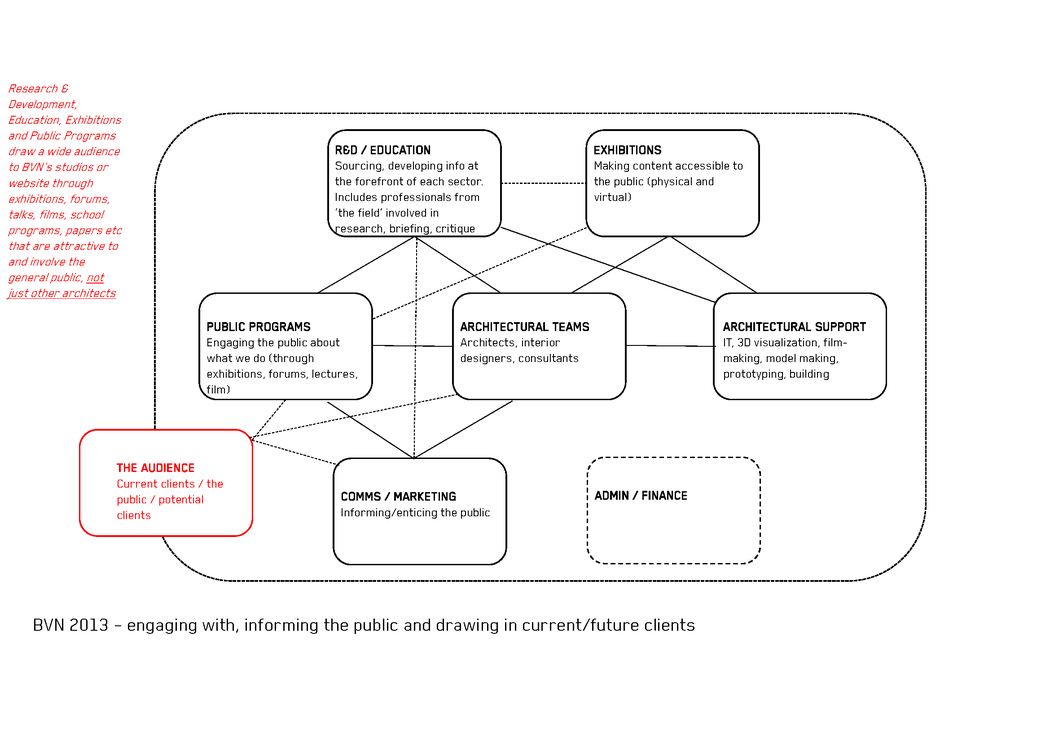 Research &
Development,
Education, Exhibitions
and Public Programs
draw a wide audience
to BVN's studios or
website through
exhibitions, forums,
talks, films, school
programs, papers etc
that are attractive to
and involve the
general public, not
just other architects
R&D / EDUCATION
Sourcing, developing info at
the forefront of each sector.
Includes professionals from
'the field' involved in
research, briefing, critique
EXHIBITIONS
Making content accessible to
the public (physical and
virtual)
PUBLIC PROGRAMS
Engaging the public about
what we do (through
exhibitions, forums, lectures,
film)
ARCHITECTURAL TEAMS
Architects, interior
designers, consultants
ARCHITECTURAL SUPPORT
IT, 3D visualization, film-
making, model making,
prototyping, building
THE AUDIENCE
Current clients / the
public / potential
clients
COMMS / MARKETING
Informing/enticing the public
ADMIN / FINANCE
BVN 2013 – engaging with, informing the public and drawing in current/future clients